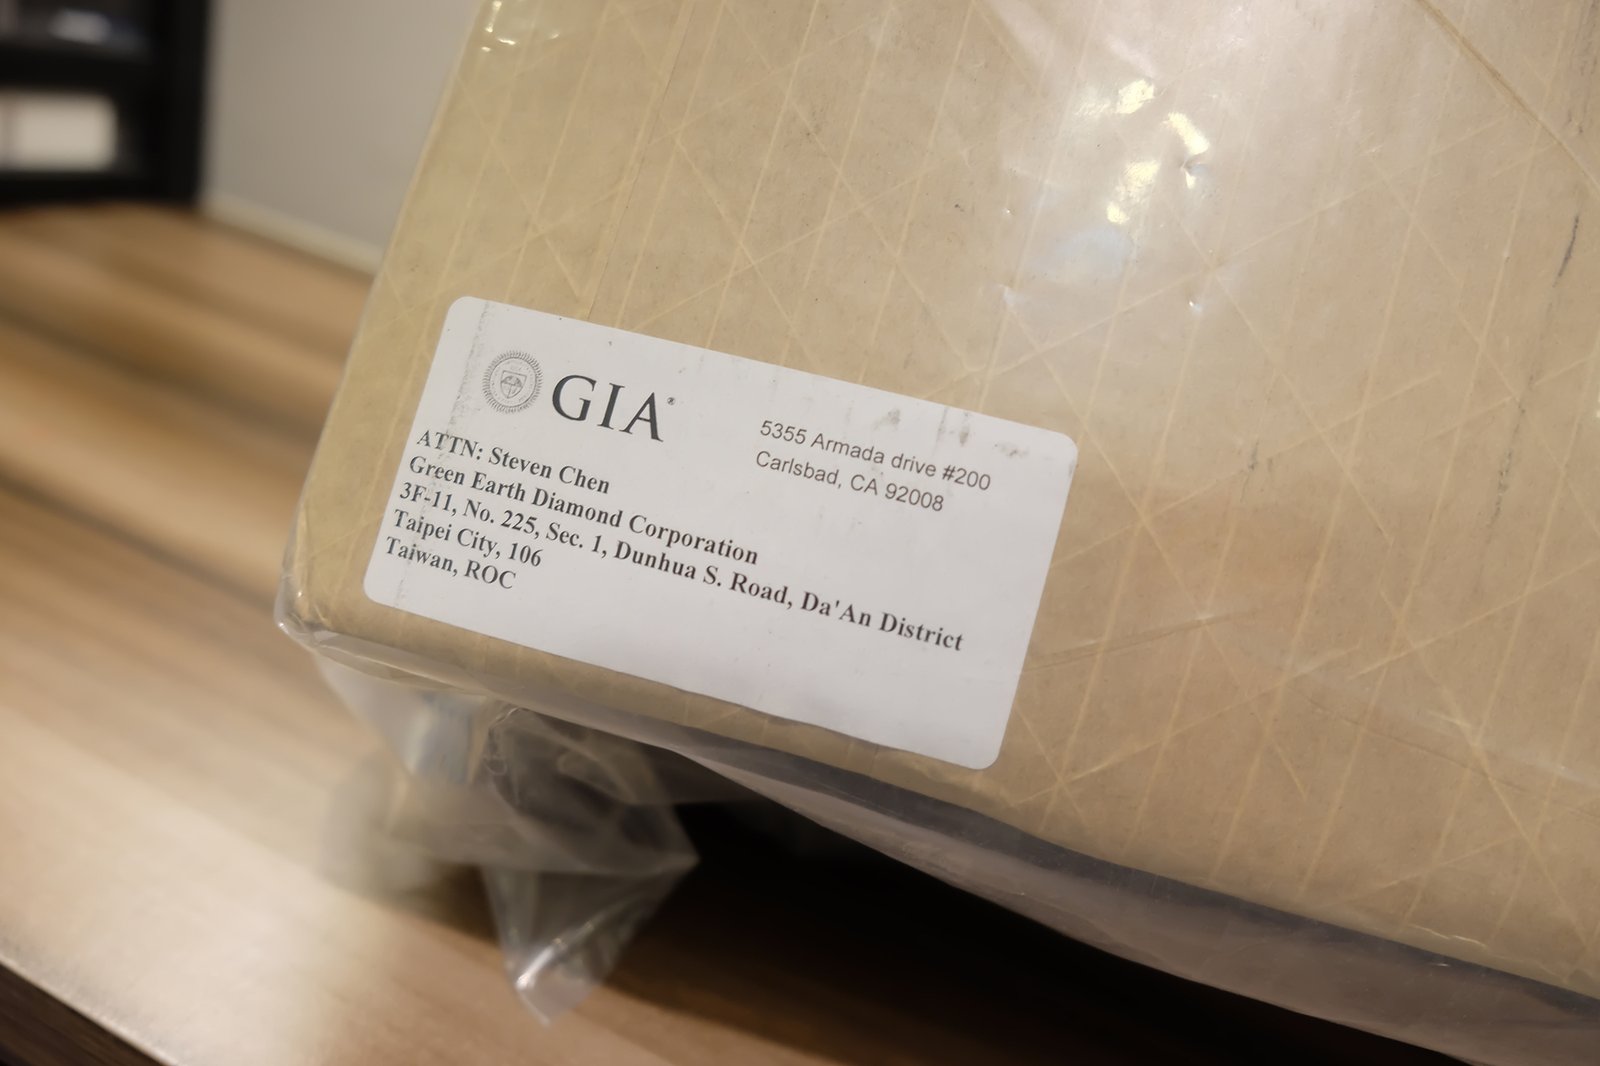 GIA®
5355 Armada drive #200
Carlsbad, CA 92008
ATTN: Steven Chen
Green Earth Diamond Corporation
3F-11, No. 225, Sec. 1, Dunhua S. Road, Da'An District
Taipei City, 106
Taiwan, ROC